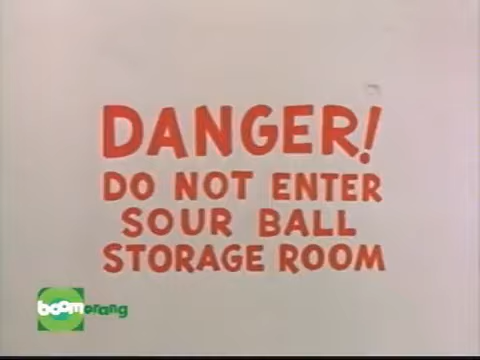 DANGER!
DO NOT ENTER
SOUR BALL
STORAGE ROOM
boomerang